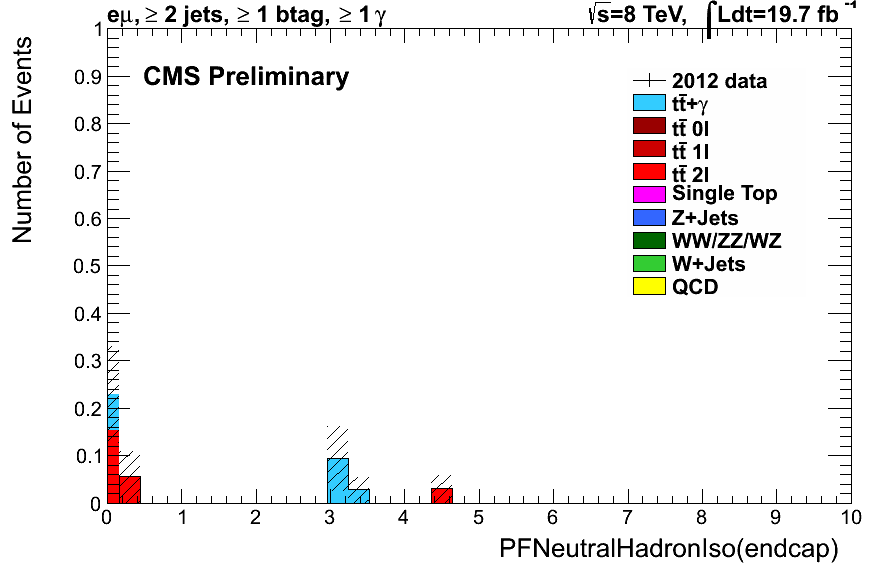 eμ, ≥ 2 jets, ≥ 1 btag, ≥ 1 γ
√s=8 TeV, ∫Ldt=19.7 fb⁻¹
CMS Preliminary
2012 data
tt̄+γ
tt̄ 0l
tt̄ 1l
tt̄ 2l
Single Top
Z+Jets
WW/ZZ/WZ
W+Jets
QCD
Number of Events
1
0.9
0.8
0.7
0.6
0.5
0.4
0.3
0.2
0.1
0
0 1 2 3 4 5 6 7 8 9 10
PFNeutralHadronIso(endcap)